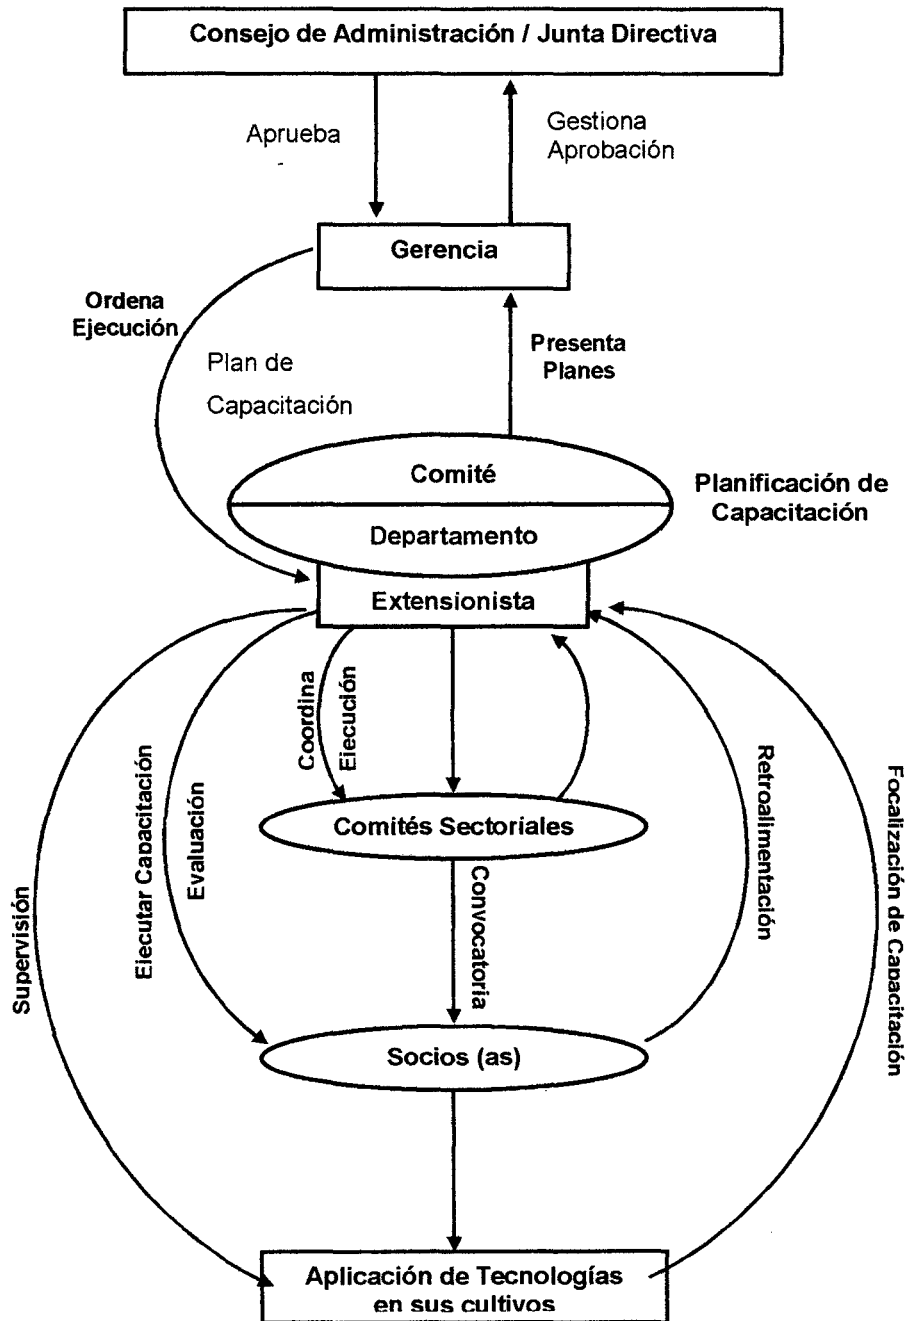 Consejo de Administración / Junta Directiva
Aprueba
Gestiona
Aprobación
Gerencia
Ordena
Ejecución
Plan de
Capacitación
Presenta
Planes
Comité
Departamento
Planificación de
Capacitación
Extensionista
Coordina
Ejecución
Ejecutar Capacitación
Evaluación
Supervisión
Retroalimentación
Focalización de Capacitación
Comités Sectoriales
Convocatoria
Socios (as)
Aplicación de Tecnologías
en sus cultivos